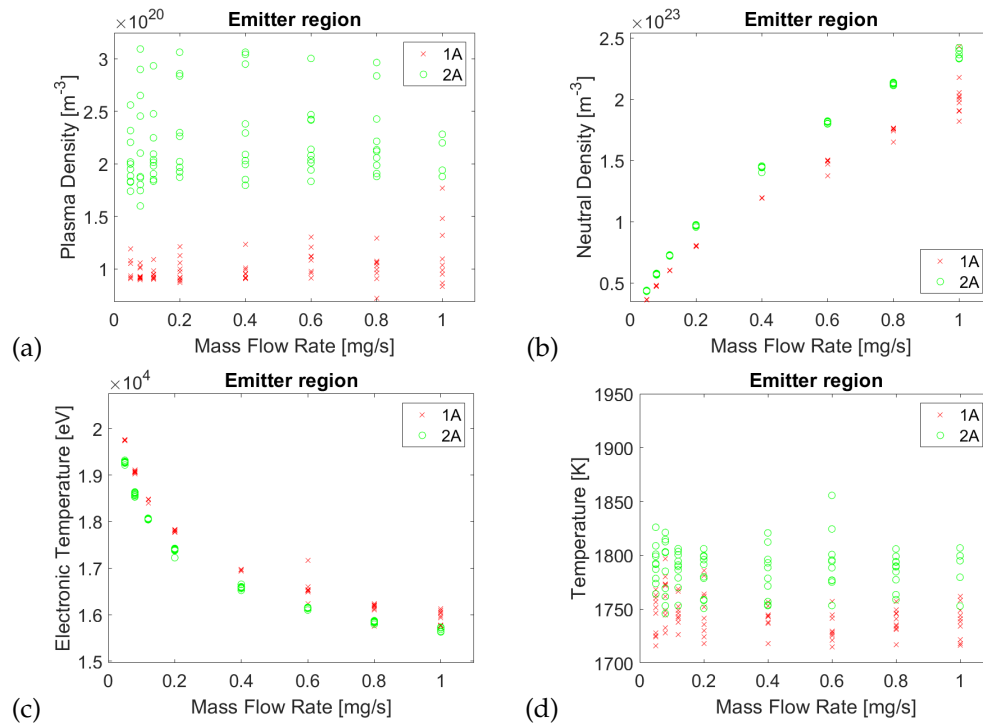 ×10^20
Emitter region
Plasma Density [m^-3]
3
2.5
2
1.5
1
0
0.2
0.4
0.6
0.8
1
Mass Flow Rate [mg/s]
1A
2A
(a)
×10^23
Emitter region
Neutral Density [m^-3]
2.5
2
1.5
1
0.5
0
0.2
0.4
0.6
0.8
1
Mass Flow Rate [mg/s]
1A
2A
(b)
×10^4
Emitter region
Electronic Temperature [eV]
2
1.9
1.8
1.7
1.6
1.5
0
0.2
0.4
0.6
0.8
1
Mass Flow Rate [mg/s]
1A
2A
(c)
Emitter region
Temperature [K]
1950
1900
1850
1800
1750
1700
0
0.2
0.4
0.6
0.8
1
Mass Flow Rate [mg/s]
1A
2A
(d)